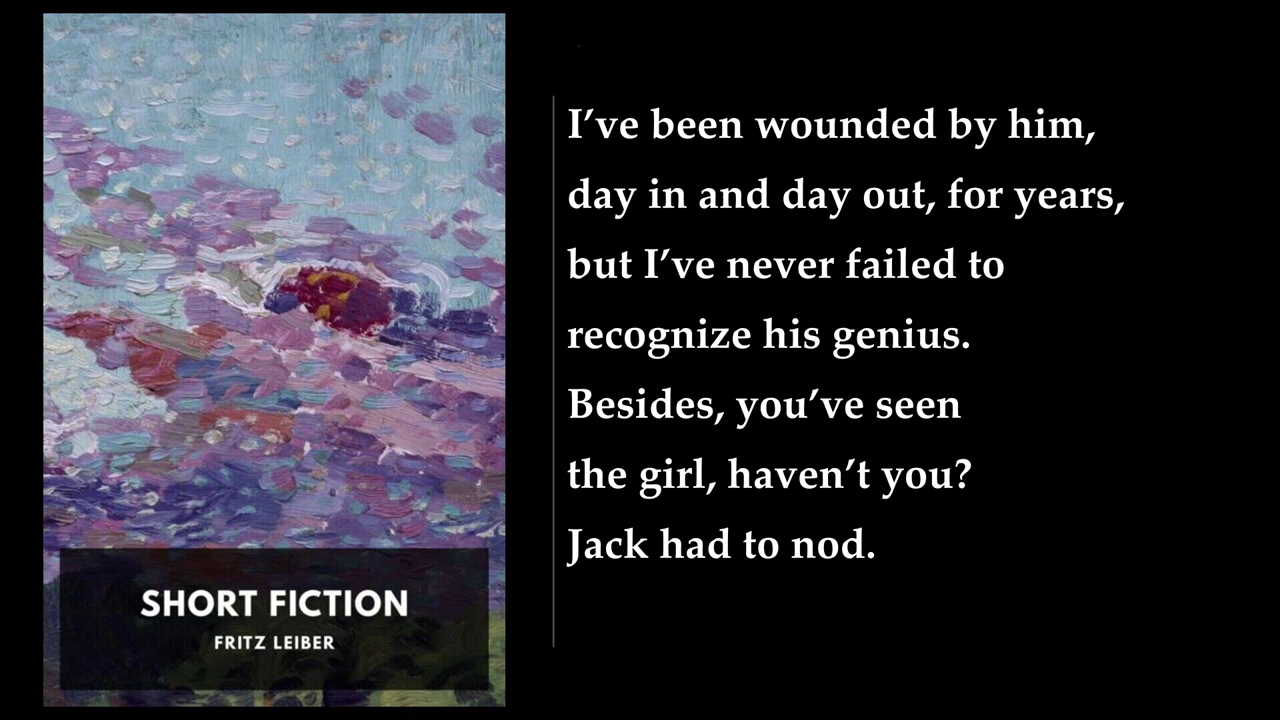 I’ve been wounded by him,
day in and day out, for years,
but I’ve never failed to
recognize his genius.
Besides, you’ve seen
the girl, haven’t you?
Jack had to nod.
SHORT FICTION
FRITZ LEIBER